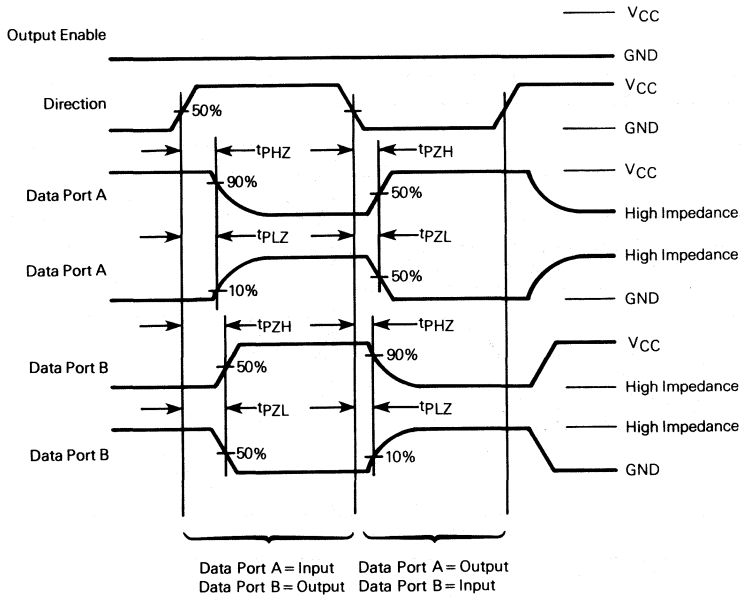 VCC
Output Enable
GND
VCC
Direction
50%
GND
tPHZ
tPZH
VCC
90%
50%
Data Port A
High Impedance
tPLZ
tPZL
High Impedance
Data Port A
50%
10%
GND
tPZH
tPHZ
VCC
90%
50%
Data Port B
High Impedance
tPZL
tPLZ
High Impedance
50%
10%
Data Port B
GND
Data Port A = Input
Data Port B = Output
Data Port A = Output
Data Port B = Input